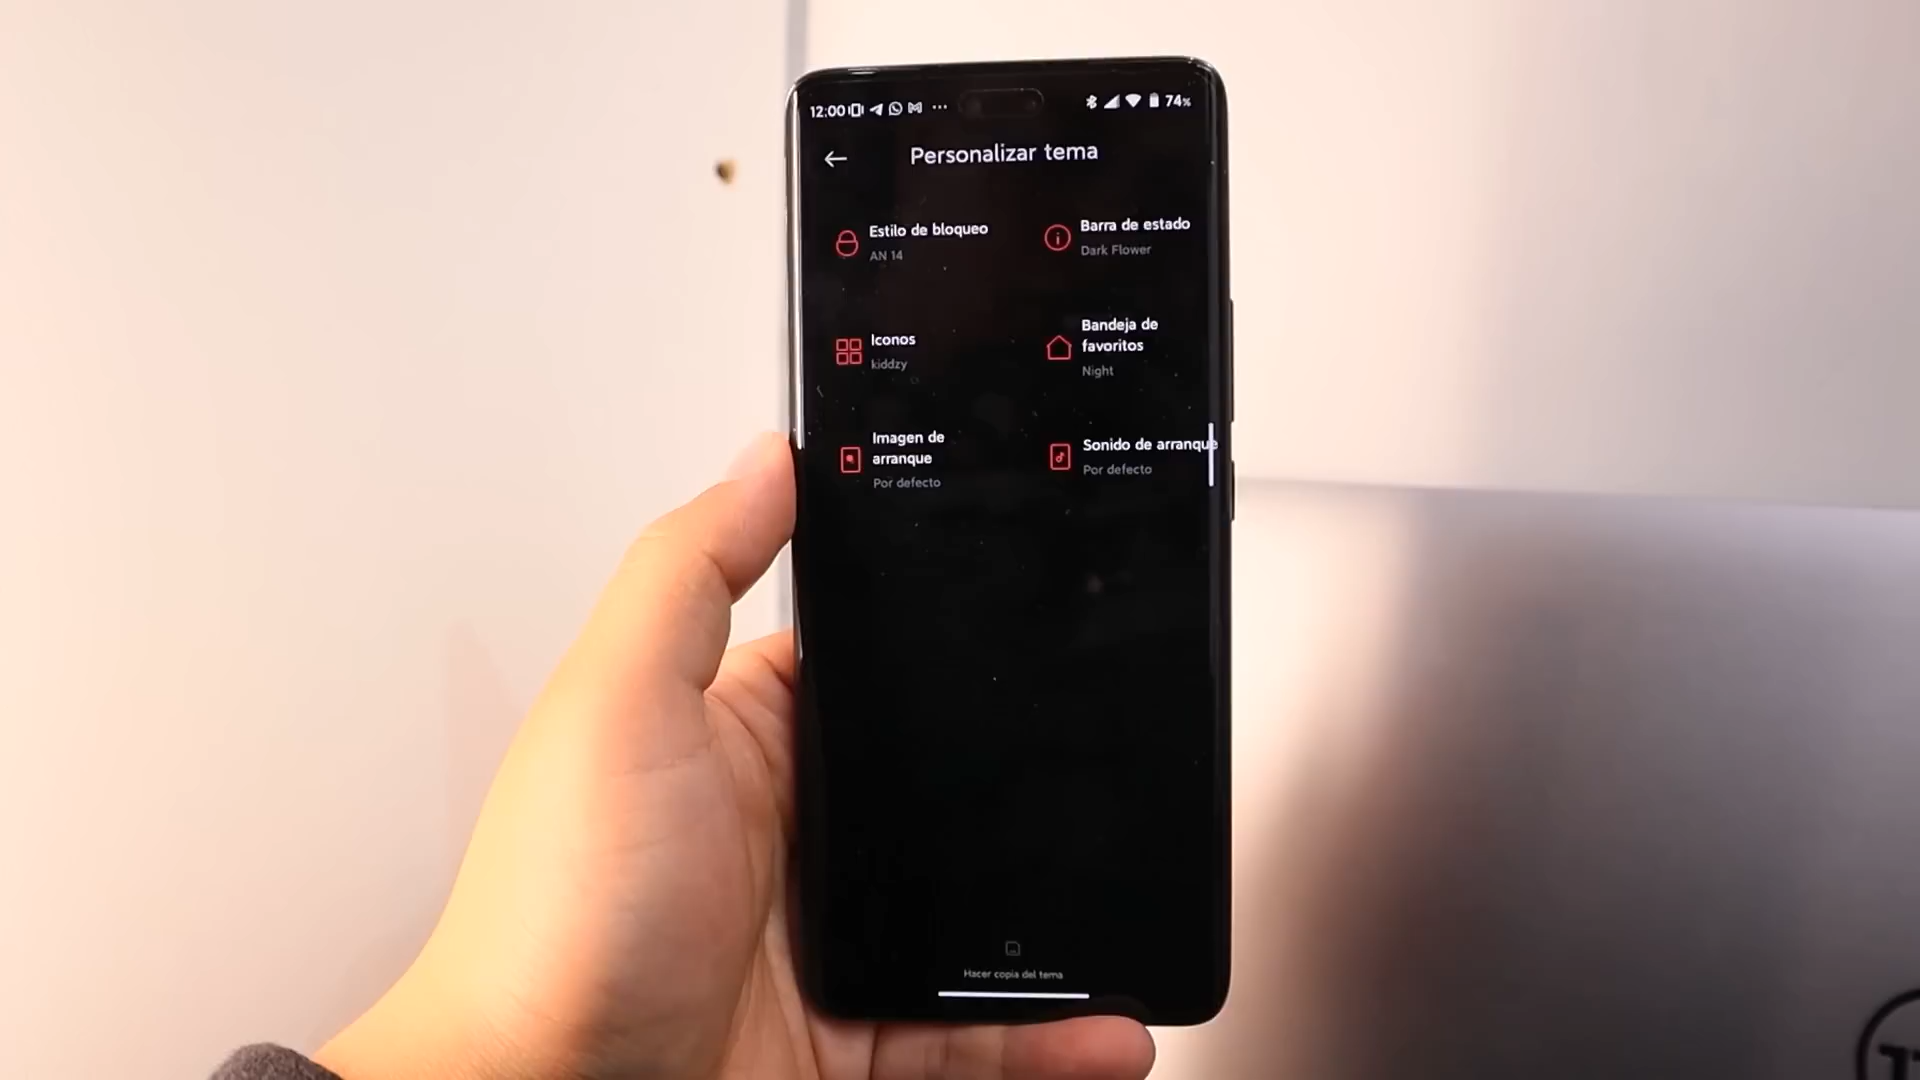 12:00
74%
Personalizar tema
Estilo de bloqueo
AN 14
Barra de estado
Dark Flower
Iconos
kiddzy
Bandeja de
favoritos
Night
Imagen de
arranque
Por defecto
Sonido de arranque
Por defecto
Hacer copia del tema